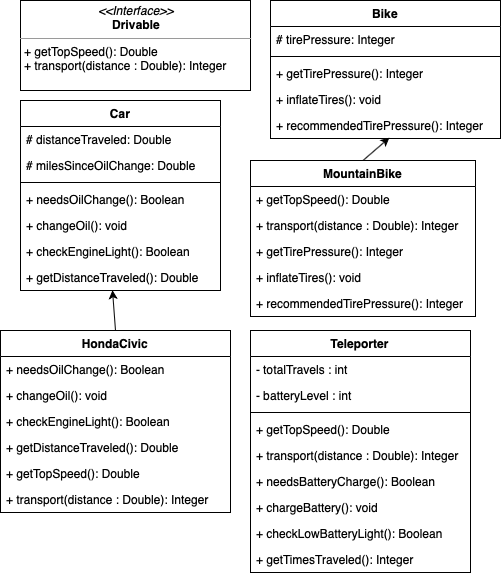 <<Interface>>
Drivable
+ getTopSpeed(): Double
+ transport(distance : Double): Integer
Bike
# tirePressure: Integer
+ getTirePressure(): Integer
+ inflateTires(): void
+ recommendedTirePressure(): Integer
Car
# distanceTraveled: Double
# milesSinceOilChange: Double
+ needsOilChange(): Boolean
+ changeOil(): void
+ checkEngineLight(): Boolean
+ getDistanceTraveled(): Double
MountainBike
+ getTopSpeed(): Double
+ transport(distance : Double): Integer
+ getTirePressure(): Integer
+ inflateTires(): void
+ recommendedTirePressure(): Integer
HondaCivic
+ needsOilChange(): Boolean
+ changeOil(): void
+ checkEngineLight(): Boolean
+ getDistanceTraveled(): Double
+ getTopSpeed(): Double
+ transport(distance : Double): Integer
Teleporter
- totalTravels : int
- batteryLevel : int
+ getTopSpeed(): Double
+ transport(distance : Double): Integer
+ needsBatteryCharge(): Boolean
+ chargeBattery(): void
+ checkLowBatteryLight(): Boolean
+ getTimesTraveled(): Integer